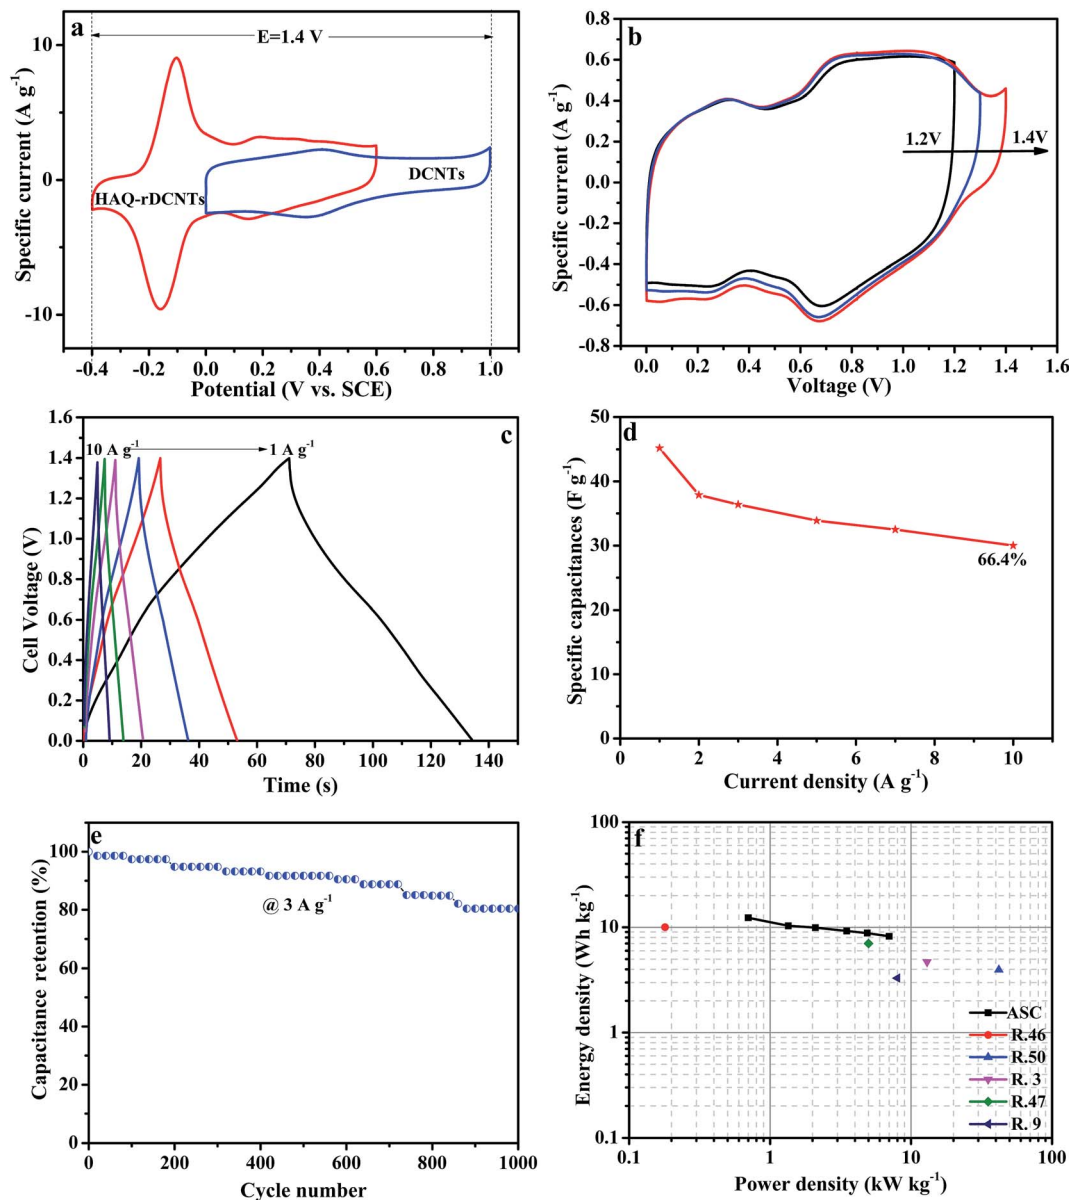 a
E=1.4 V
HAQ-rDCNTs
DCNTs
10
0
-10
Specific current (A g⁻¹)
-0.4 -0.2 0.0 0.2 0.4 0.6 0.8 1.0
Potential (V vs. SCE)
b
1.2V
1.4V
0.8
0.6
0.4
0.2
0.0
-0.2
-0.4
-0.6
-0.8
Specific current (A g⁻¹)
0.0 0.2 0.4 0.6 0.8 1.0 1.2 1.4 1.6
Voltage (V)
c
10 A g⁻¹
1 A g⁻¹
1.6
1.4
1.2
1.0
0.8
0.6
0.4
0.2
0.0
Cell Voltage (V)
0 20 40 60 80 100 120 140
Time (s)
d
66.4%
50
40
30
20
10
0
Specific capacitances (F g⁻¹)
0 2 4 6 8 10
Current density (A g⁻¹)
e
@ 3 A g⁻¹
100
80
60
40
20
0
Capacitance retention (%)
0 200 400 600 800 1000
Cycle number
f
100
10
1
0.1
Energy density (Wh kg⁻¹)
ASC
R.46
R.50
R. 3
R.47
R. 9
0.1 1 10 100
Power density (kW kg⁻¹)